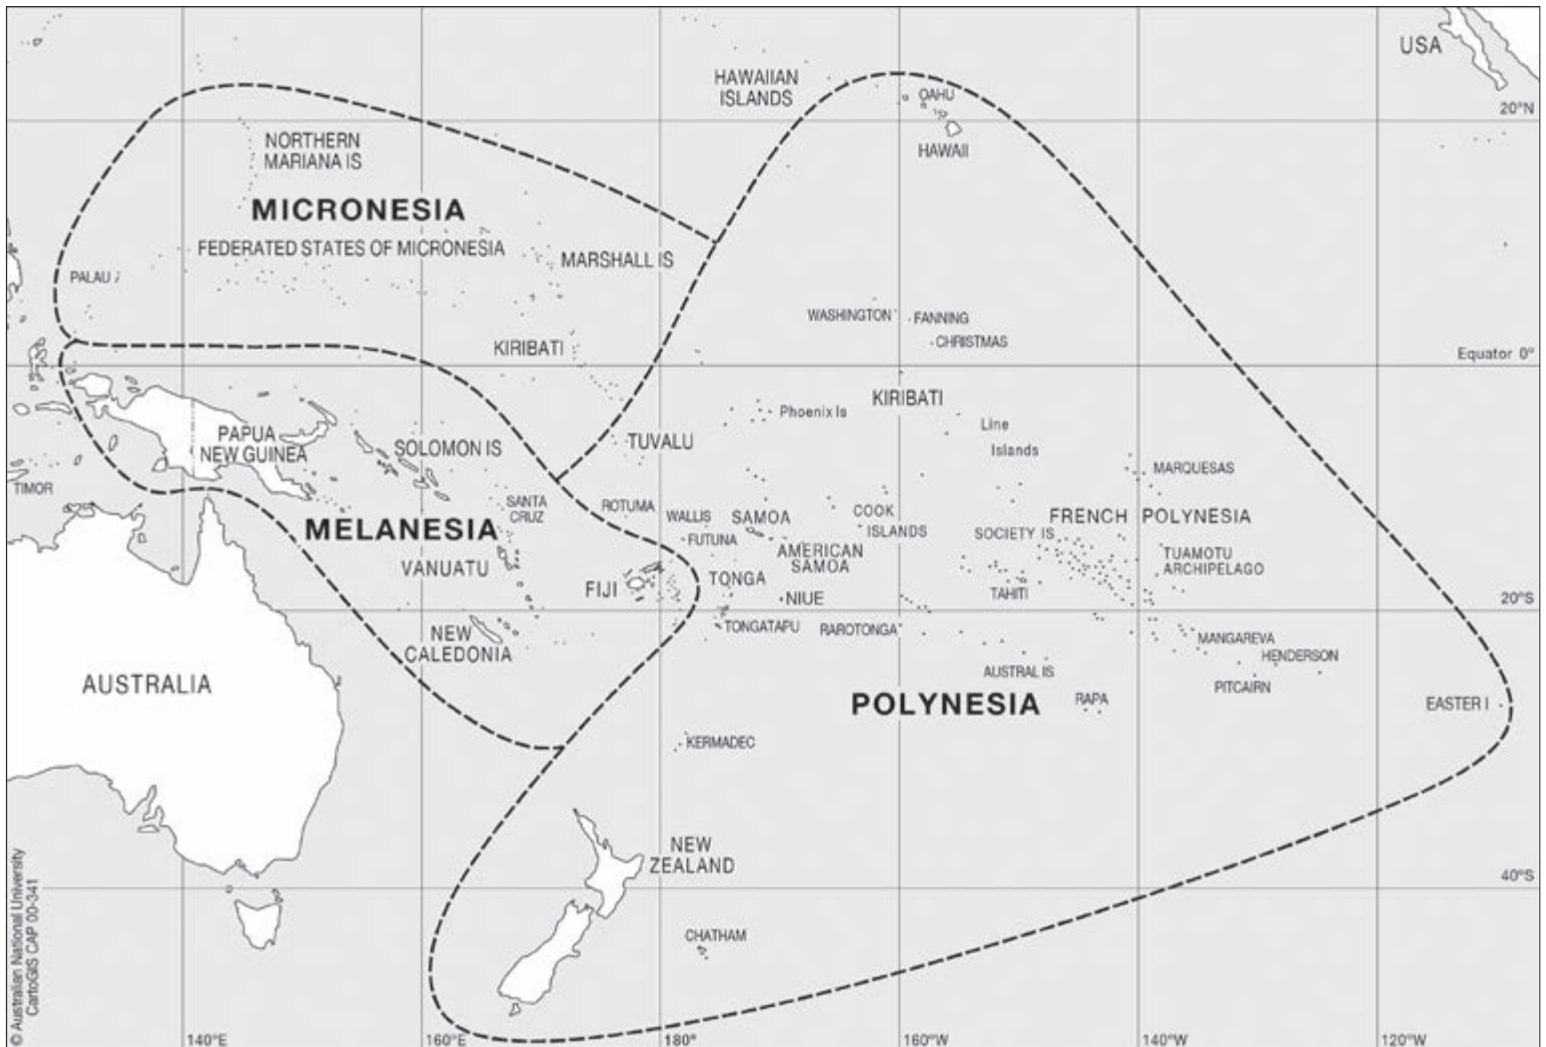 USA
HAWAIIAN
ISLANDS
OAHU
20°N
HAWAII
NORTHERN
MARIANA IS
MICRONESIA
FEDERATED STATES OF MICRONESIA
MARSHALL IS
PALAU
WASHINGTON
FANNING
CHRISTMAS
KIRIBATI
Equator 0°
KIRIBATI
Phoenix Is
Line
Islands
PAPUA
NEW GUINEA
SOLOMON IS
TUVALU
MARQUESAS
TIMOR
SANTA
CRUZ
ROTUMA
WALLIS
SAMOA
COOK
ISLANDS
FRENCH POLYNESIA
MELANESIA
SOCIETY IS
FUTUNA
AMERICAN
SAMOA
TUAMOTU
ARCHIPELAGO
VANUATU
FIJI
TONGA
NIUE
TAHITI
20°S
TONGATAPU
RAROTONGA
NEW
CALEDONIA
MANGAREVA
HENDERSON
AUSTRAL IS
PITCAIRN
AUSTRALIA
POLYNESIA
RAPA
EASTER I
KERMADEC
NEW
ZEALAND
40°S
CHATHAM
© Australian National University
CartoGIS CAP 00-341
140°E
160°E
180°
160°W
140°W
120°W